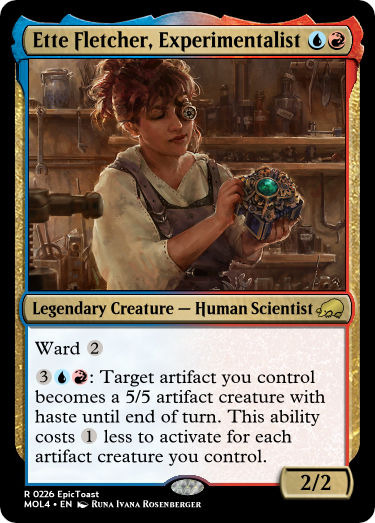 Ette Fletcher, Experimentalist
Legendary Creature — Human Scientist
Ward 2
3: Target artifact you control
becomes a 5/5 artifact creature with
haste until end of turn. This ability
costs 1 less to activate for each
artifact creature you control.
2/2
R 0226 EpicToast
MOL4 • EN Runa Ivana Rosenberger